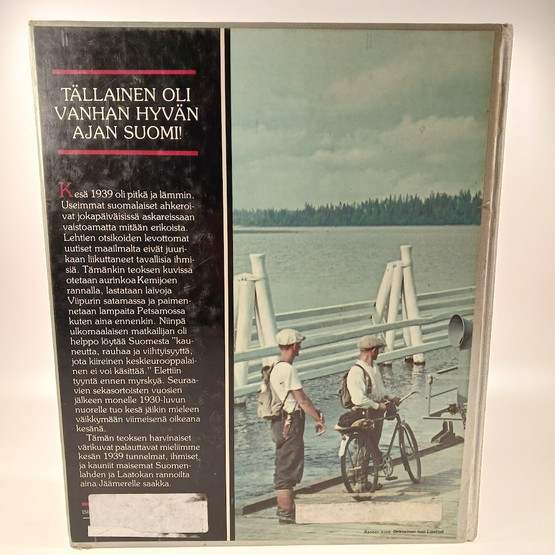 TÄLLAINEN OLI
VANHAN HYVÄN
AJAN SUOMI!
Kesä 1939 oli pitkä ja lämmin.
Useimmat suomalaiset ahkeroi-
vat jokapäiväisissä askareissaan
vaistoamatta mitään erikoista.
Lehtien otsikoiden levottomat
uutiset maailmalta eivät juuri-
kaan liikuttaneet tavallisia ihmi-
siä. Tämänkin teoksen kuvissa
otetaan aurinkoa Kemijoen
rannalla, lastataan laivoja
Viipurin satamassa ja paimen-
netaan lampaita Petsamossa
kuten aina ennenkin. Niinpä
ulkomaalaisen matkailijan oli
helppo löytää Suomesta "kau-
neutta, rauhaa ja viihtyisyyttä,
jota kiireinen keskieurooppalai-
nen ei voi käsittää." Elettiin
tyyntä ennen myrskyä. Seuraa-
vien sekasortoisten vuosien
jälkeen monelle 1930-luvun
nuorelle tuo kesä jäikin mieleen
väikkymään viimeisenä oikeana
kesänä.
Tämän teoksen harvinaiset
värikuvat palauttavat mieliimme
kesän 1939 tunnelmat, ihmiset
ja kauniit maisemat Suomen-
lahden ja Laatokan rannoilta
aina Jäämerelle saakka.